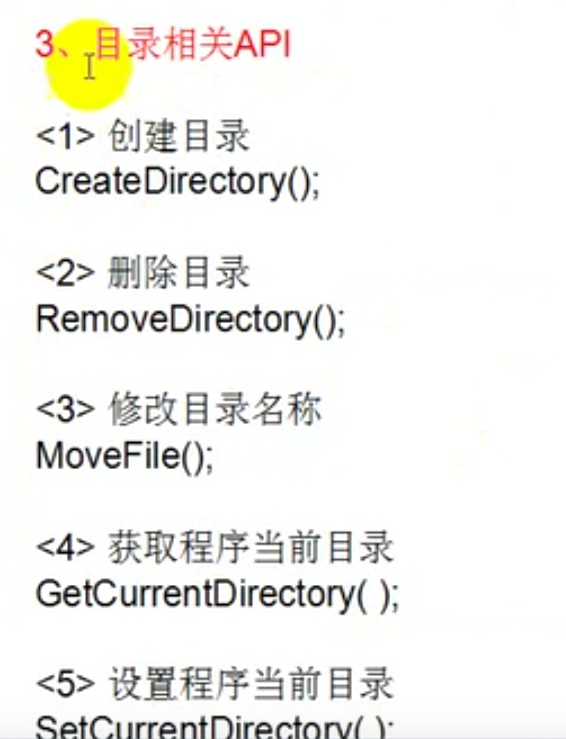 3、目录相关API
<1> 创建目录
CreateDirectory();
<2> 删除目录
RemoveDirectory();
<3> 修改目录名称
MoveFile();
<4> 获取程序当前目录
GetCurrentDirectory( );
<5> 设置程序当前目录
SetCurrentDirectory( );